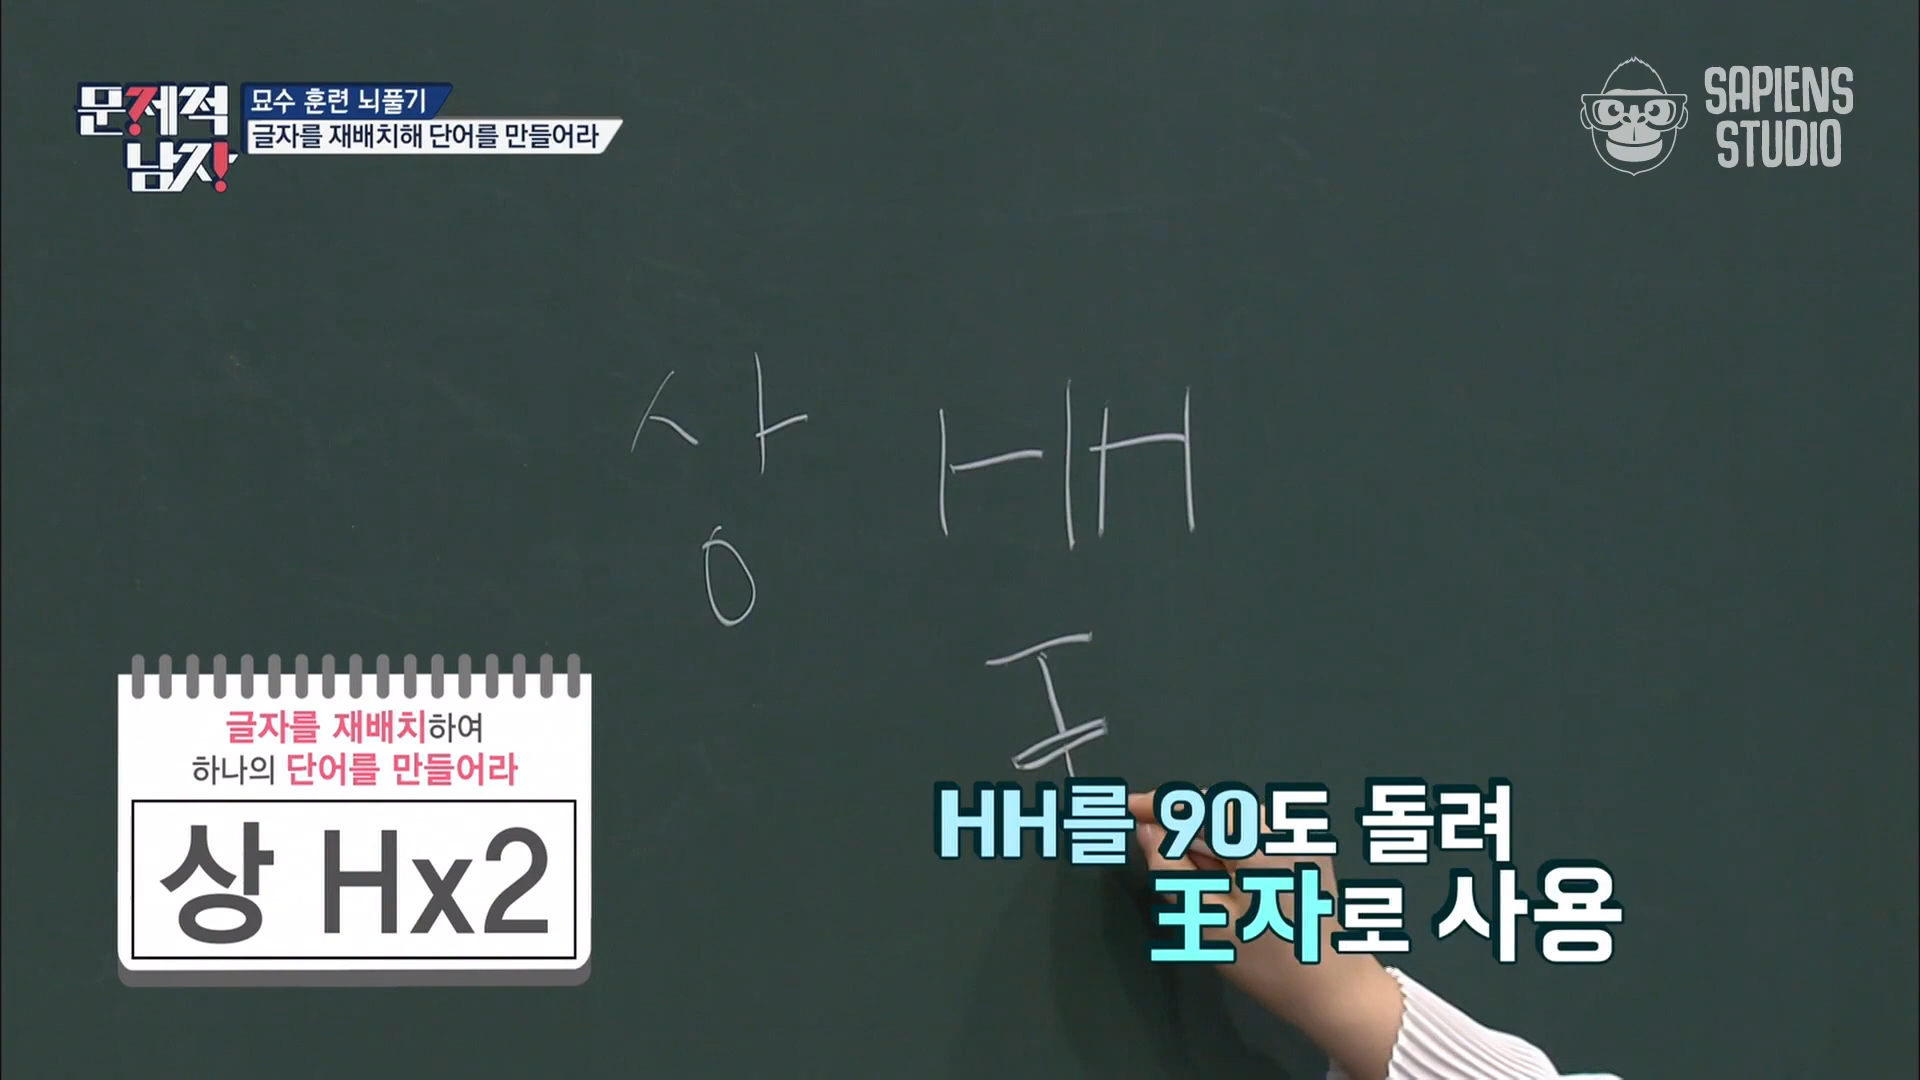 문제적
남자!
묘수 훈련 뇌풀기
글자를 재배치해 단어를 만들어라
SAPIENS
STUDIO
상 HH
글자를 재배치하여
하나의 단어를 만들어라
상 Hx2
HH를 90도 돌려
王자로 사용